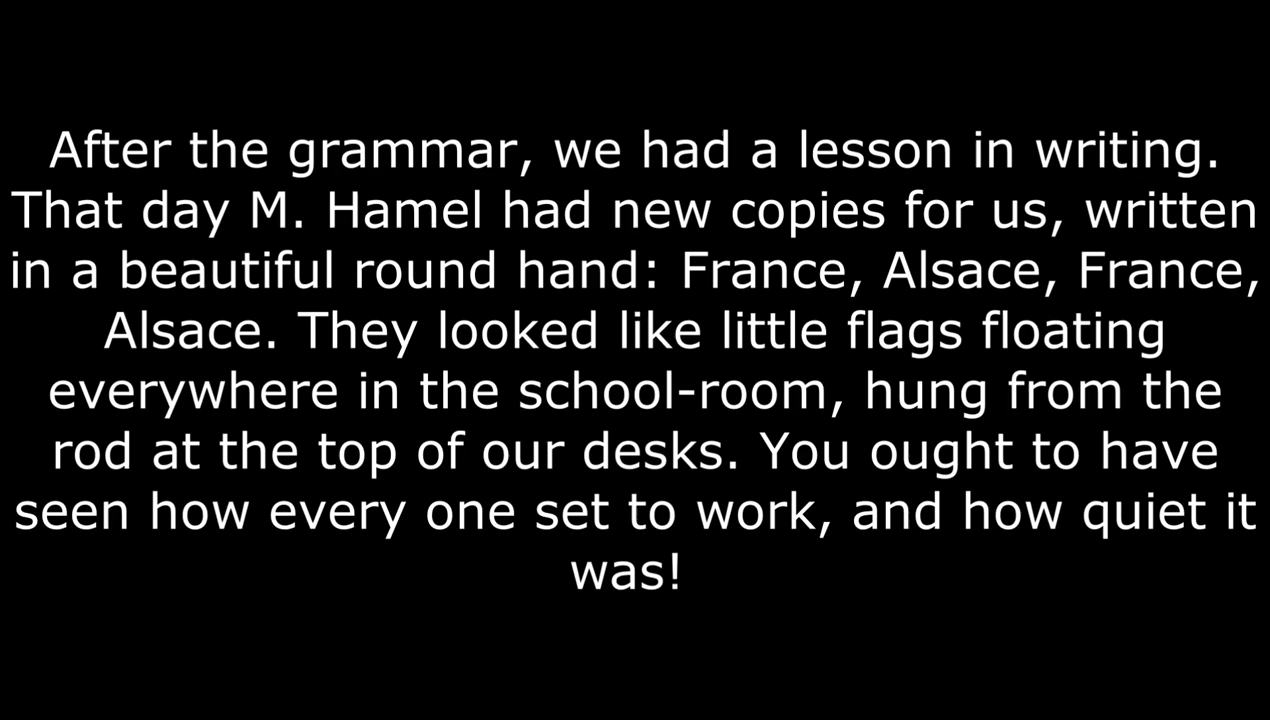 After the grammar, we had a lesson in writing.
That day M. Hamel had new copies for us, written
in a beautiful round hand: France, Alsace, France,
Alsace. They looked like little flags floating
everywhere in the school-room, hung from the
rod at the top of our desks. You ought to have
seen how every one set to work, and how quiet it
was!